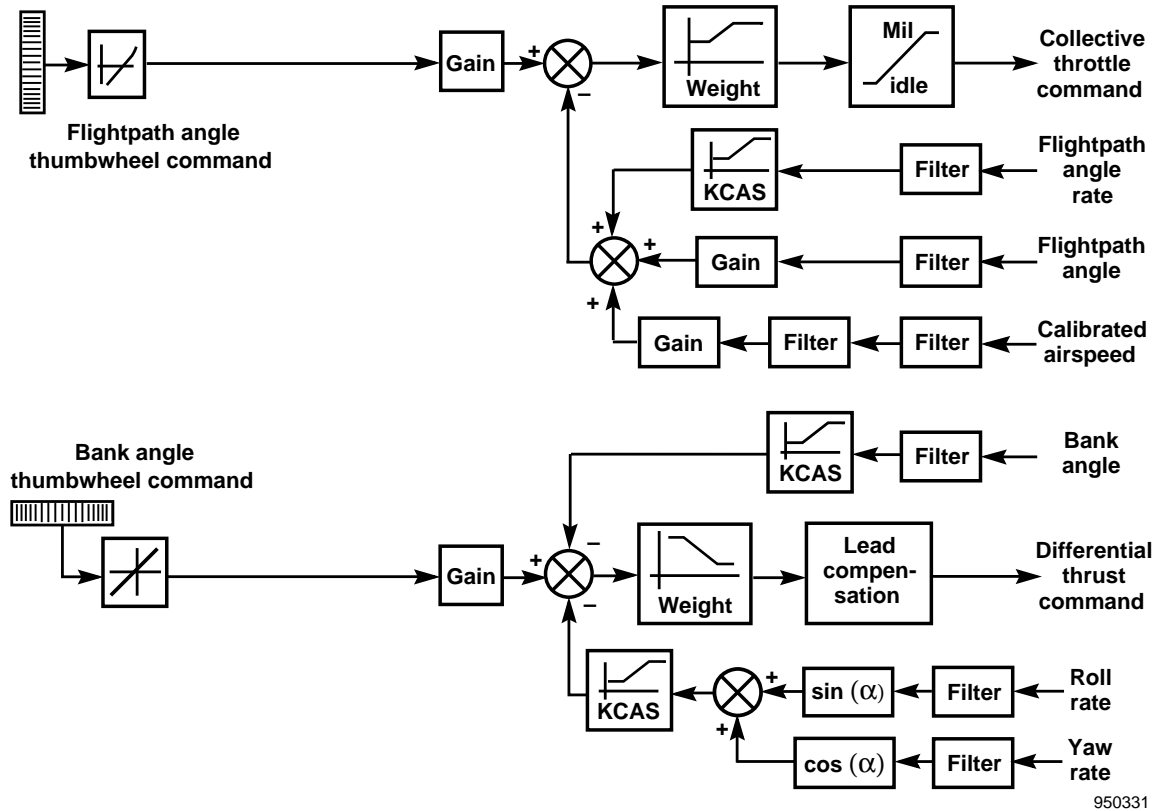 Flightpath angle
thumbwheel command
Gain
+
–
Weight
Mil
idle
Collective
throttle
command
KCAS
Filter
Flightpath
angle
rate
+
+
Gain
Filter
Flightpath
angle
+
Gain
Filter
Filter
Calibrated
airspeed
Bank angle
thumbwheel command
KCAS
Filter
Bank
angle
Gain
+
–
–
Weight
Lead
compen-
sation
Differential
thrust
command
KCAS
+
sin (α)
Filter
Roll
rate
+
cos (α)
Filter
Yaw
rate
950331